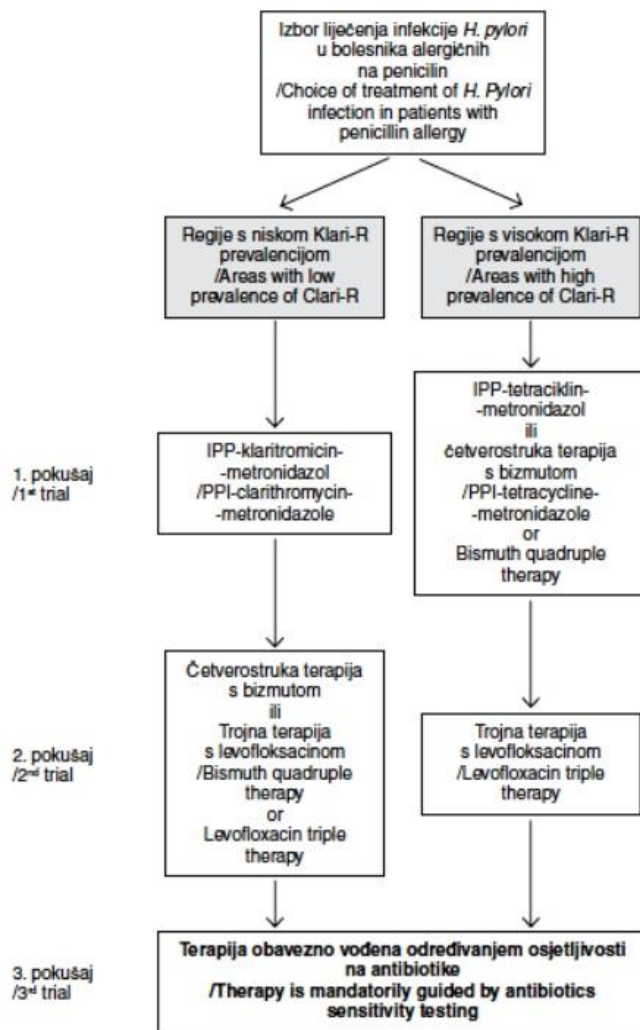 Izbor liječenja infekcije H. pylori
u bolesnika alergičnih
na penicilin
/Choice of treatment of H. Pylori
infection in patients with
penicillin allergy
Regije s niskom Klari-R
prevalencijom
/Areas with low
prevalence of Clari-R
Regije s visokom Klari-R
prevalencijom
/Areas with high
prevalence of Clari-R
1. pokušaj
/1st trial
IPP-klaritromicin-
-metronidazol
/PPI-clarithromycin-
-metronidazole
IPP-tetraciklin-
-metronidazol
ili
četverostruka terapija
s bizmutom
/PPI-tetracycline-
-metronidazole
or
Bismuth quadruple
therapy
2. pokušaj
/2nd trial
Četverostruka terapija
s bizmutom
ili
Trojna terapija
s levofloksacinom
/Bismuth quadruple
therapy
or
Levofloxacin triple
therapy
Trojna terapija
s levofloksacinom
/Levofloxacin triple
therapy
3. pokušaj
/3rd trial
Terapija obavezno vođena određivanjem osjetljivosti
na antibiotike
/Therapy is mandatorily guided by antibiotics
sensitivity testing